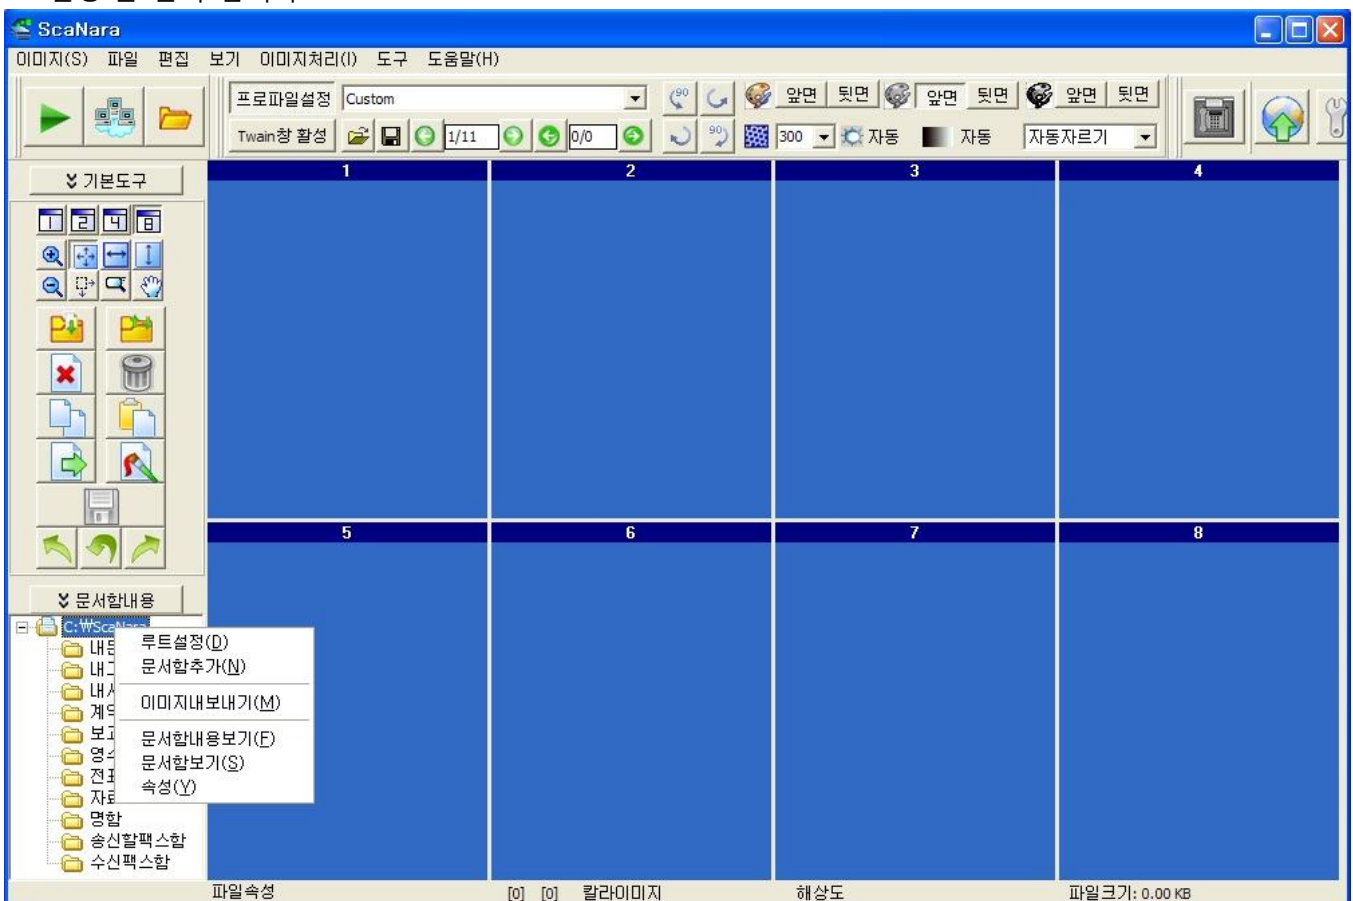 ScaNara
이미지(S) 파일 편집 보기 이미지처리(I) 도구 도움말(H)
프로파일설정 Custom 90 앞면 뒷면 앞면 뒷면 앞면 뒷면
Twain창 활성 1/11 0/0 90 300 자동 자동 자동자르기
기본도구
1 2 4 8
1 2 3 4
5 6 7 8
문서함내용
C:\ScaNara
루트설정(D)
문서함추가(N)
이미지내보내기(M)
문서함내용보기(F)
문서함보기(S)
속성(Y)
명함
송신할팩스함
수신팩스함
파일속성 [0] [0] 칼라이미지 해상도 파일크기: 0.00 KB